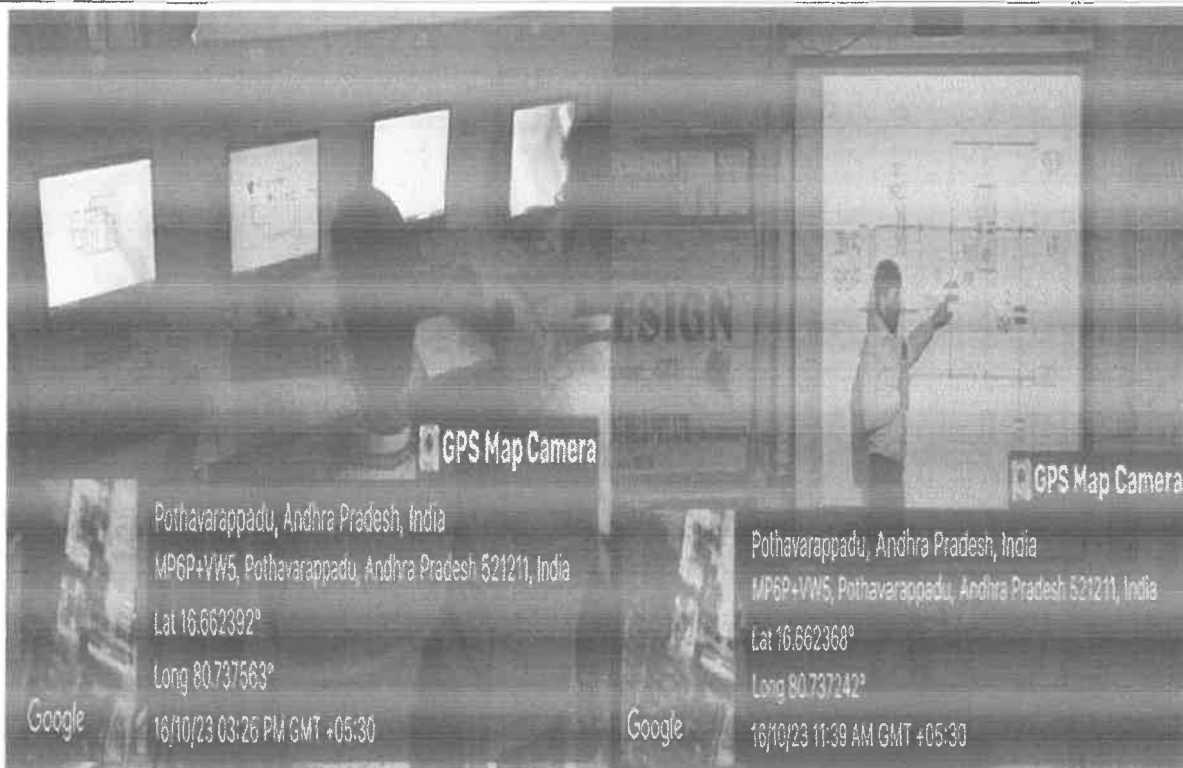 GPS Map Camera
Pothavarappadu, Andhra Pradesh, India
MP6P+VW5, Pothavarappadu, Andhra Pradesh 521211, India
Lat 16.662392°
Long 80.737563°
Google
16/10/23 03:26 PM GMT +05:30
ESIGN
GPS Map Camera
Pothavarappadu, Andhra Pradesh, India
MP6P+VW5, Pothavarappadu, Andhra Pradesh 521211, India
Lat 16.662368°
Long 80.737242°
Google
16/10/23 11:39 AM GMT +05:30